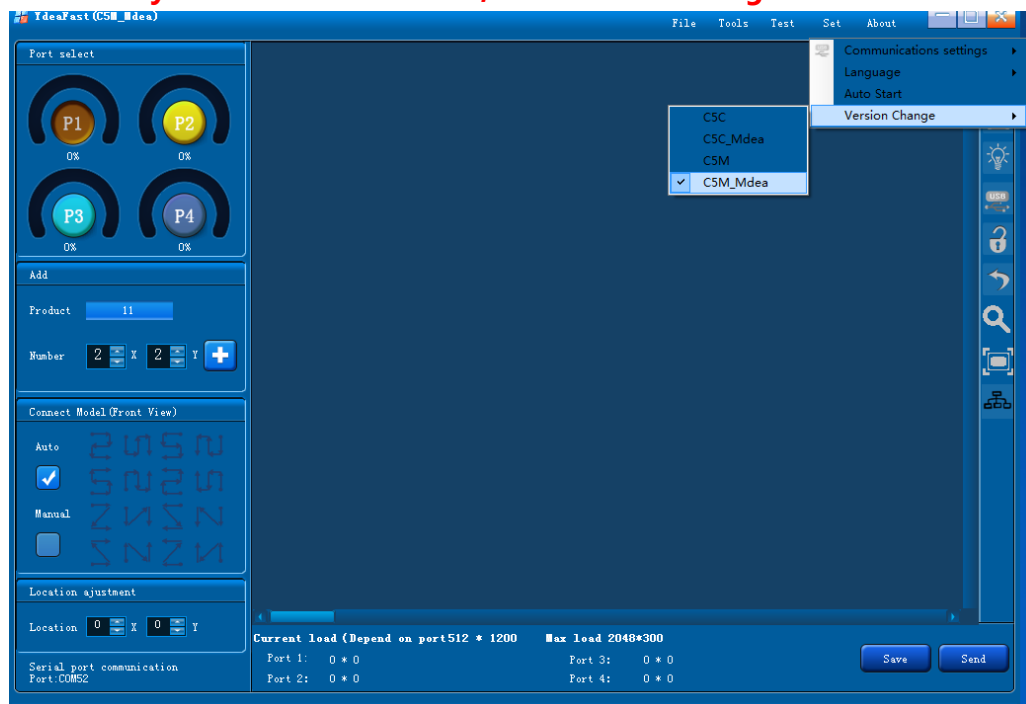 YdeaFast(C5M_Mdea)
File Tools Test Set About
Communications settings
Language
Auto Start
Version Change
C5C
C5C_Mdea
C5M
C5M_Mdea
Port select
P1 P2
0% 0%
P3 P4
0% 0%
USB
Add
Product 11
Number 2 X 2 Y
Connect Model(Front View)
Auto
Manual
Location ajustment
Location 0 X 0 Y
Serial port communication
Port:COM52
Current load(Depend on port512 * 1200 Max load 2048*300
Port 1: 0 * 0 Port 3: 0 * 0
Port 2: 0 * 0 Port 4: 0 * 0
Save Send